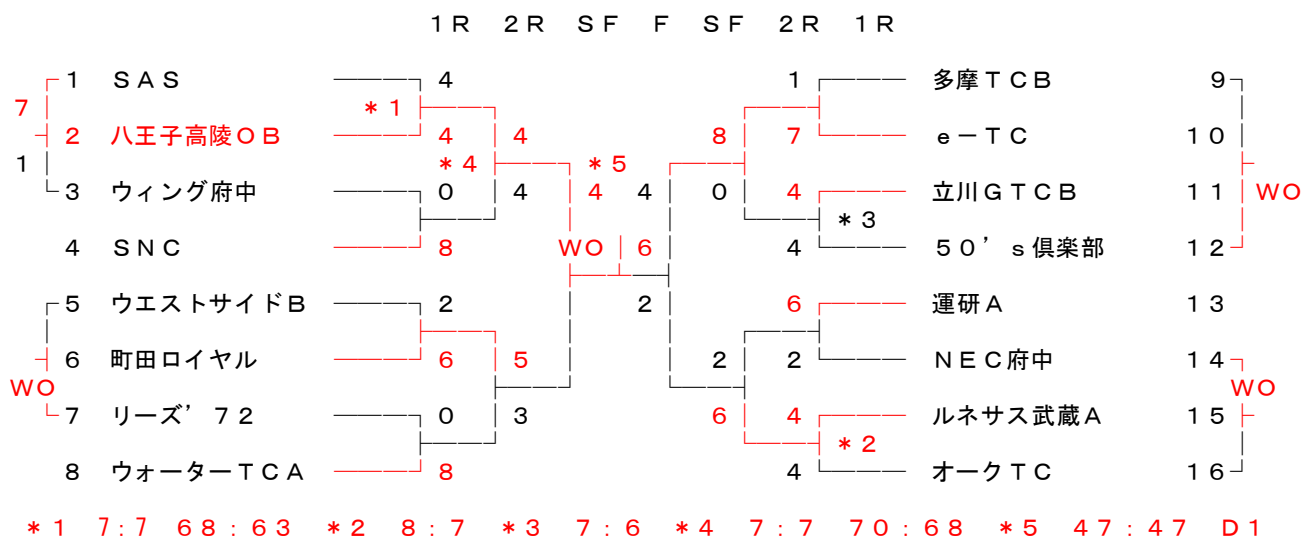 １Ｒ ２Ｒ ＳＦ Ｆ ＳＦ ２Ｒ １Ｒ
１ ＳＡＳ ４ １ 多摩ＴＣＢ ９
７ ＊１
２ 八王子高陵ＯＢ ４ ４ ８ ７ ｅ－ＴＣ １０
１ ＊４ ＊５
３ ウィング府中 ０ ４ ４ ４ ０ ４ 立川ＧＴＣＢ １１ ＷＯ
＊３
４ ＳＮＣ ８ ＷＯ ６ ４ ５０’ｓ倶楽部 １２
５ ウエストサイドＢ ２ ２ ６ 運研Ａ １３
６ 町田ロイヤル ６ ５ ２ ２ ＮＥＣ府中 １４
ＷＯ ＷＯ
７ リーズ’７２ ０ ３ ６ ４ ルネサス武蔵Ａ １５
＊２
８ ウォーターＴＣＡ ８ ４ オークＴＣ １６
＊１ ７：７ ６８：６３ ＊２ ８：７ ＊３ ７：６ ＊４ ７：７ ７０：６８ ＊５ ４７：４７ Ｄ１